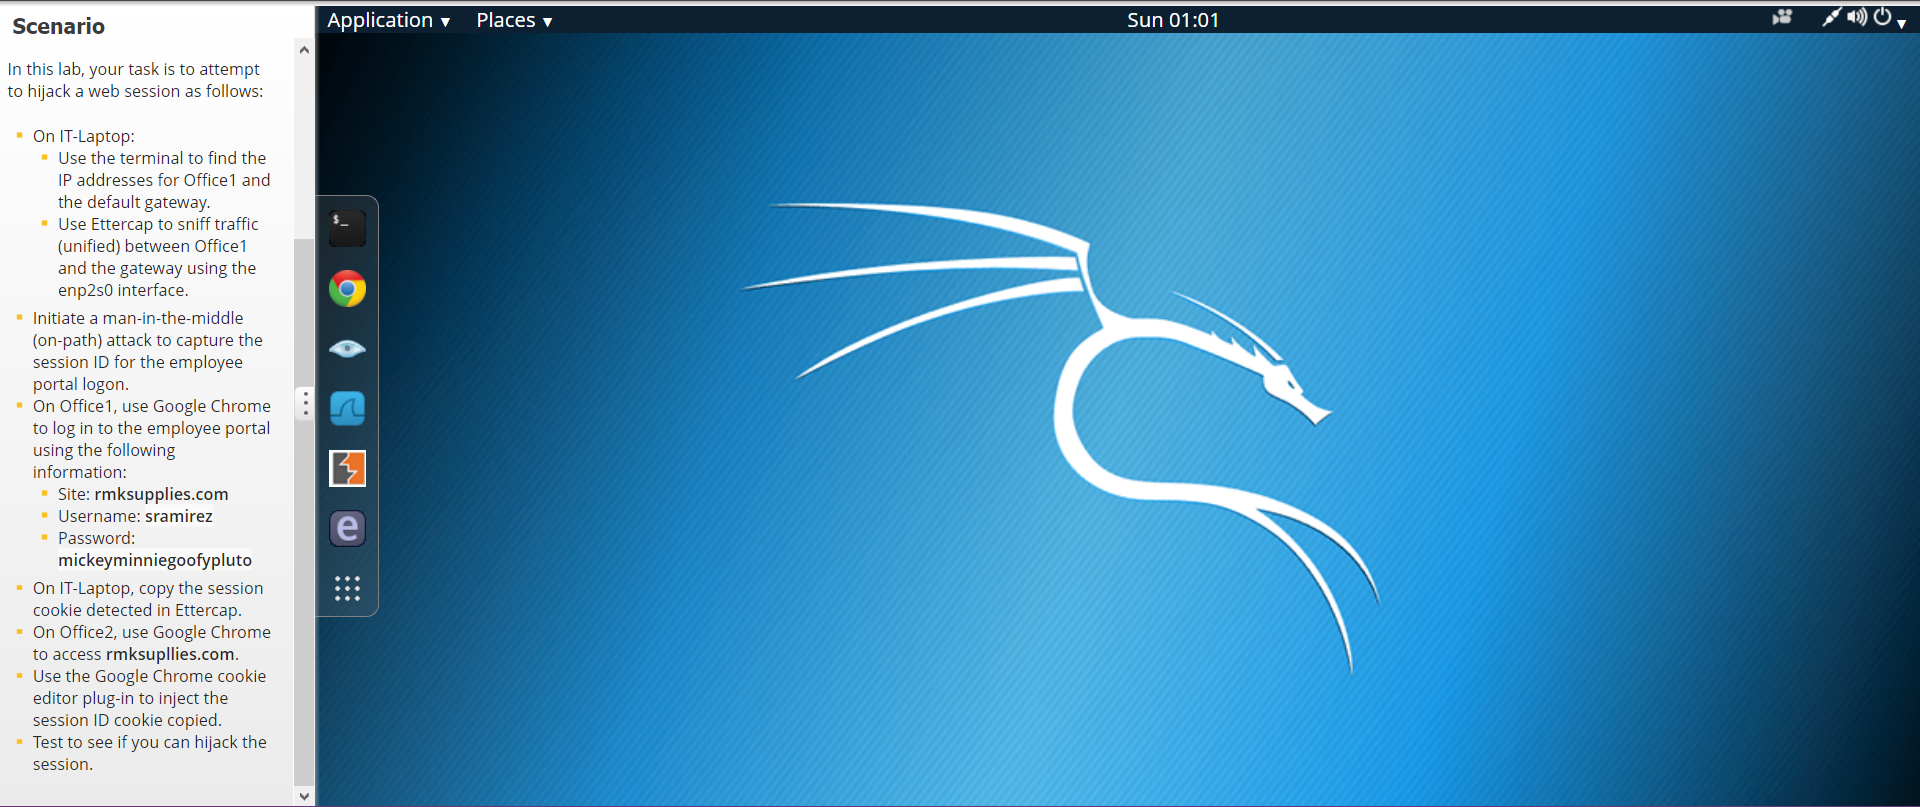 Scenario
In this lab, your task is to attempt
to hijack a web session as follows:
On IT-Laptop:
Use the terminal to find the
IP addresses for Office1 and
the default gateway.
Use Ettercap to sniff traffic
(unified) between Office1
and the gateway using the
enp2s0 interface.
Initiate a man-in-the-middle
(on-path) attack to capture the
session ID for the employee
portal logon.
On Office1, use Google Chrome
to log in to the employee portal
using the following
information:
Site: rmksupplies.com
Username: sramirez
Password:
mickeyminniegoofypluto
On IT-Laptop, copy the session
cookie detected in Ettercap.
On Office2, use Google Chrome
to access rmksupllies.com.
Use the Google Chrome cookie
editor plug-in to inject the
session ID cookie copied.
Test to see if you can hijack the
session.
Application ▾ Places ▾ Sun 01:01
$_
e